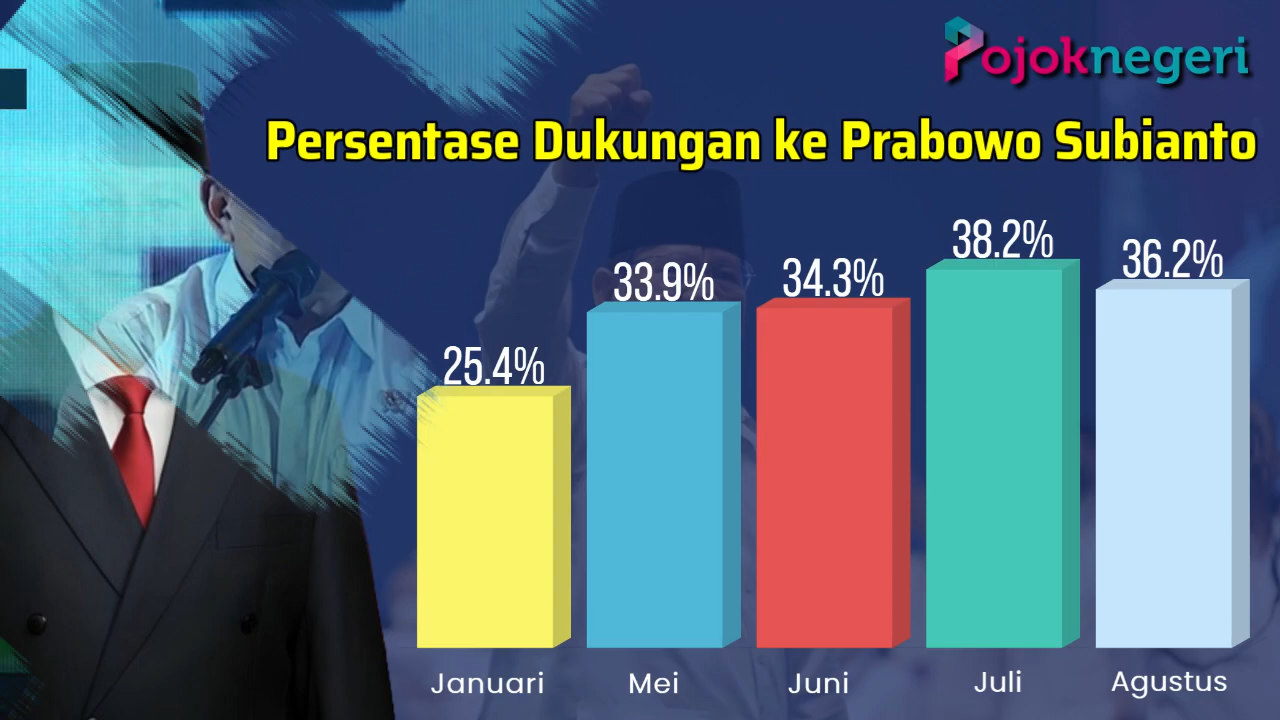 Pojoknegeri
Persentase Dukungan ke Prabowo Subianto
25.4%
33.9%
34.3%
38.2%
36.2%
Januari
Mei
Juni
Juli
Agustus